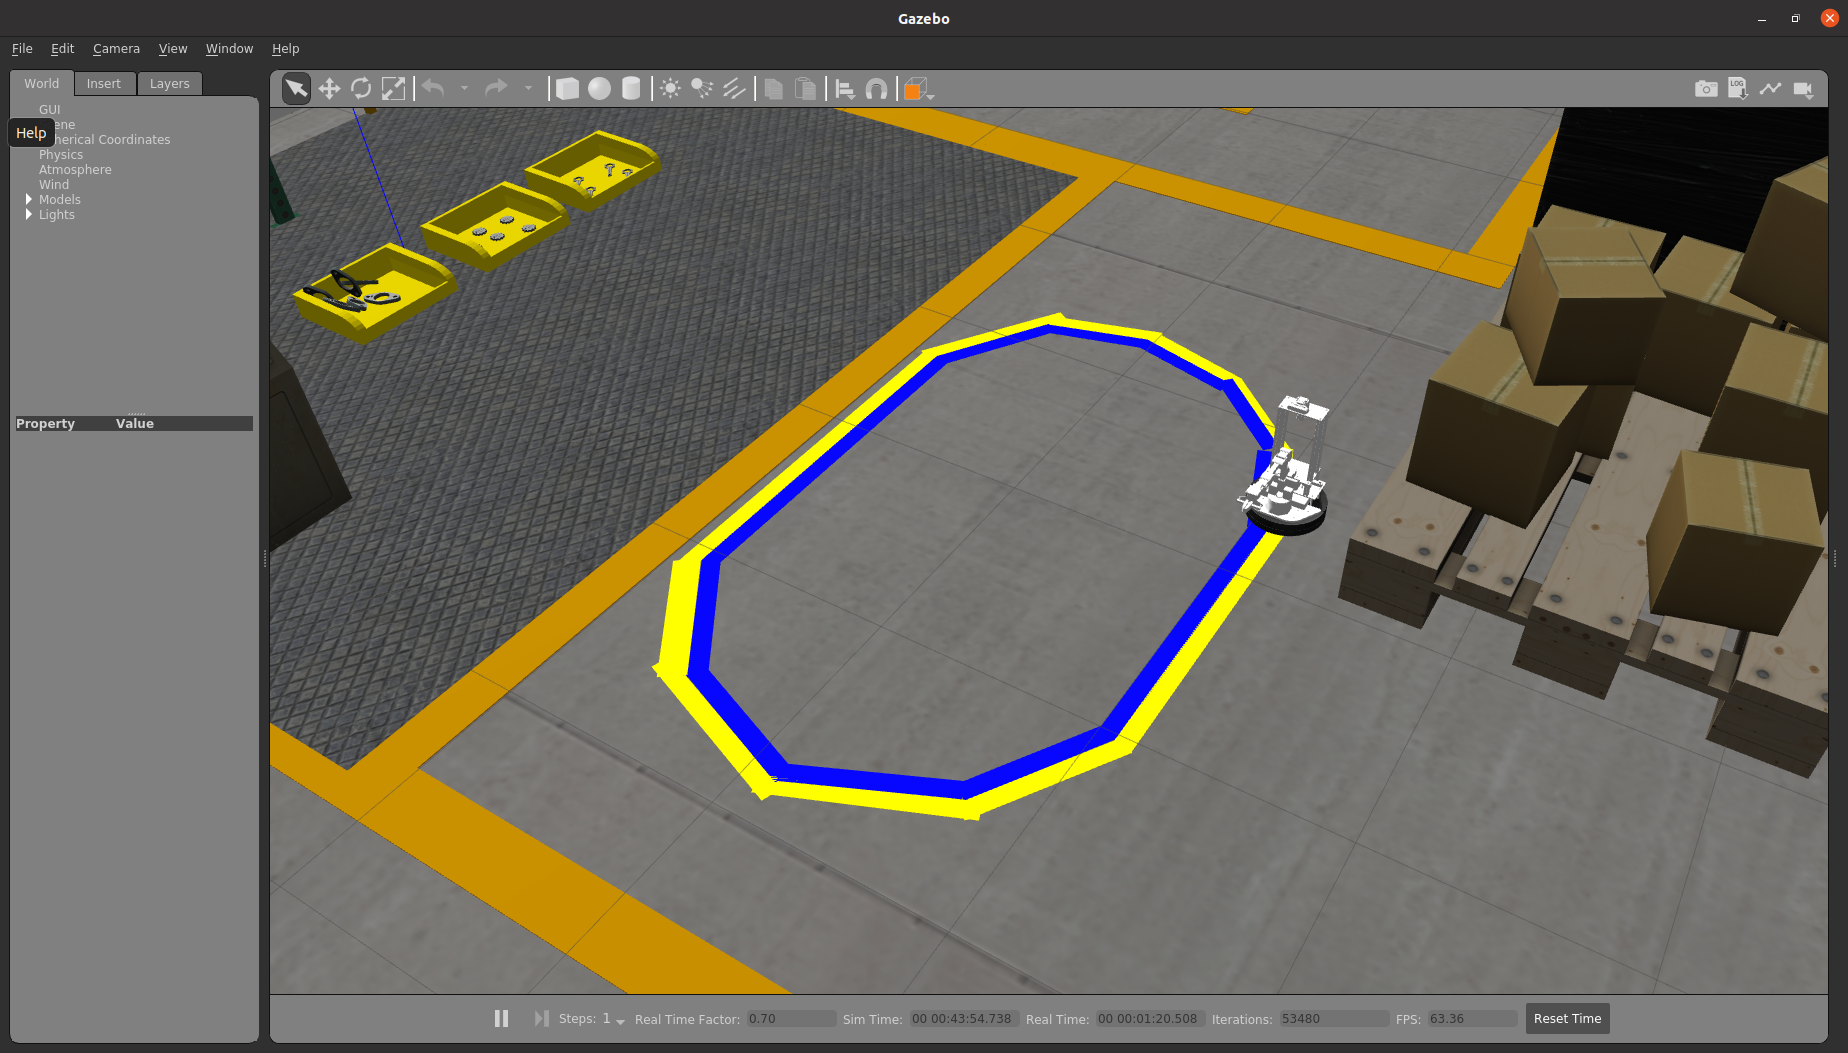 Gazebo
File Edit Camera View Window Help
World Insert Layers
LOG
GUI
Help
ene
herical Coordinates
Physics
Atmosphere
Wind
Models
Lights
Property Value
Steps: 1 Real Time Factor: 0.70 Sim Time: 00 00:43:54.738 Real Time: 00 00:01:20.508 Iterations: 53480 FPS: 63.36 Reset Time